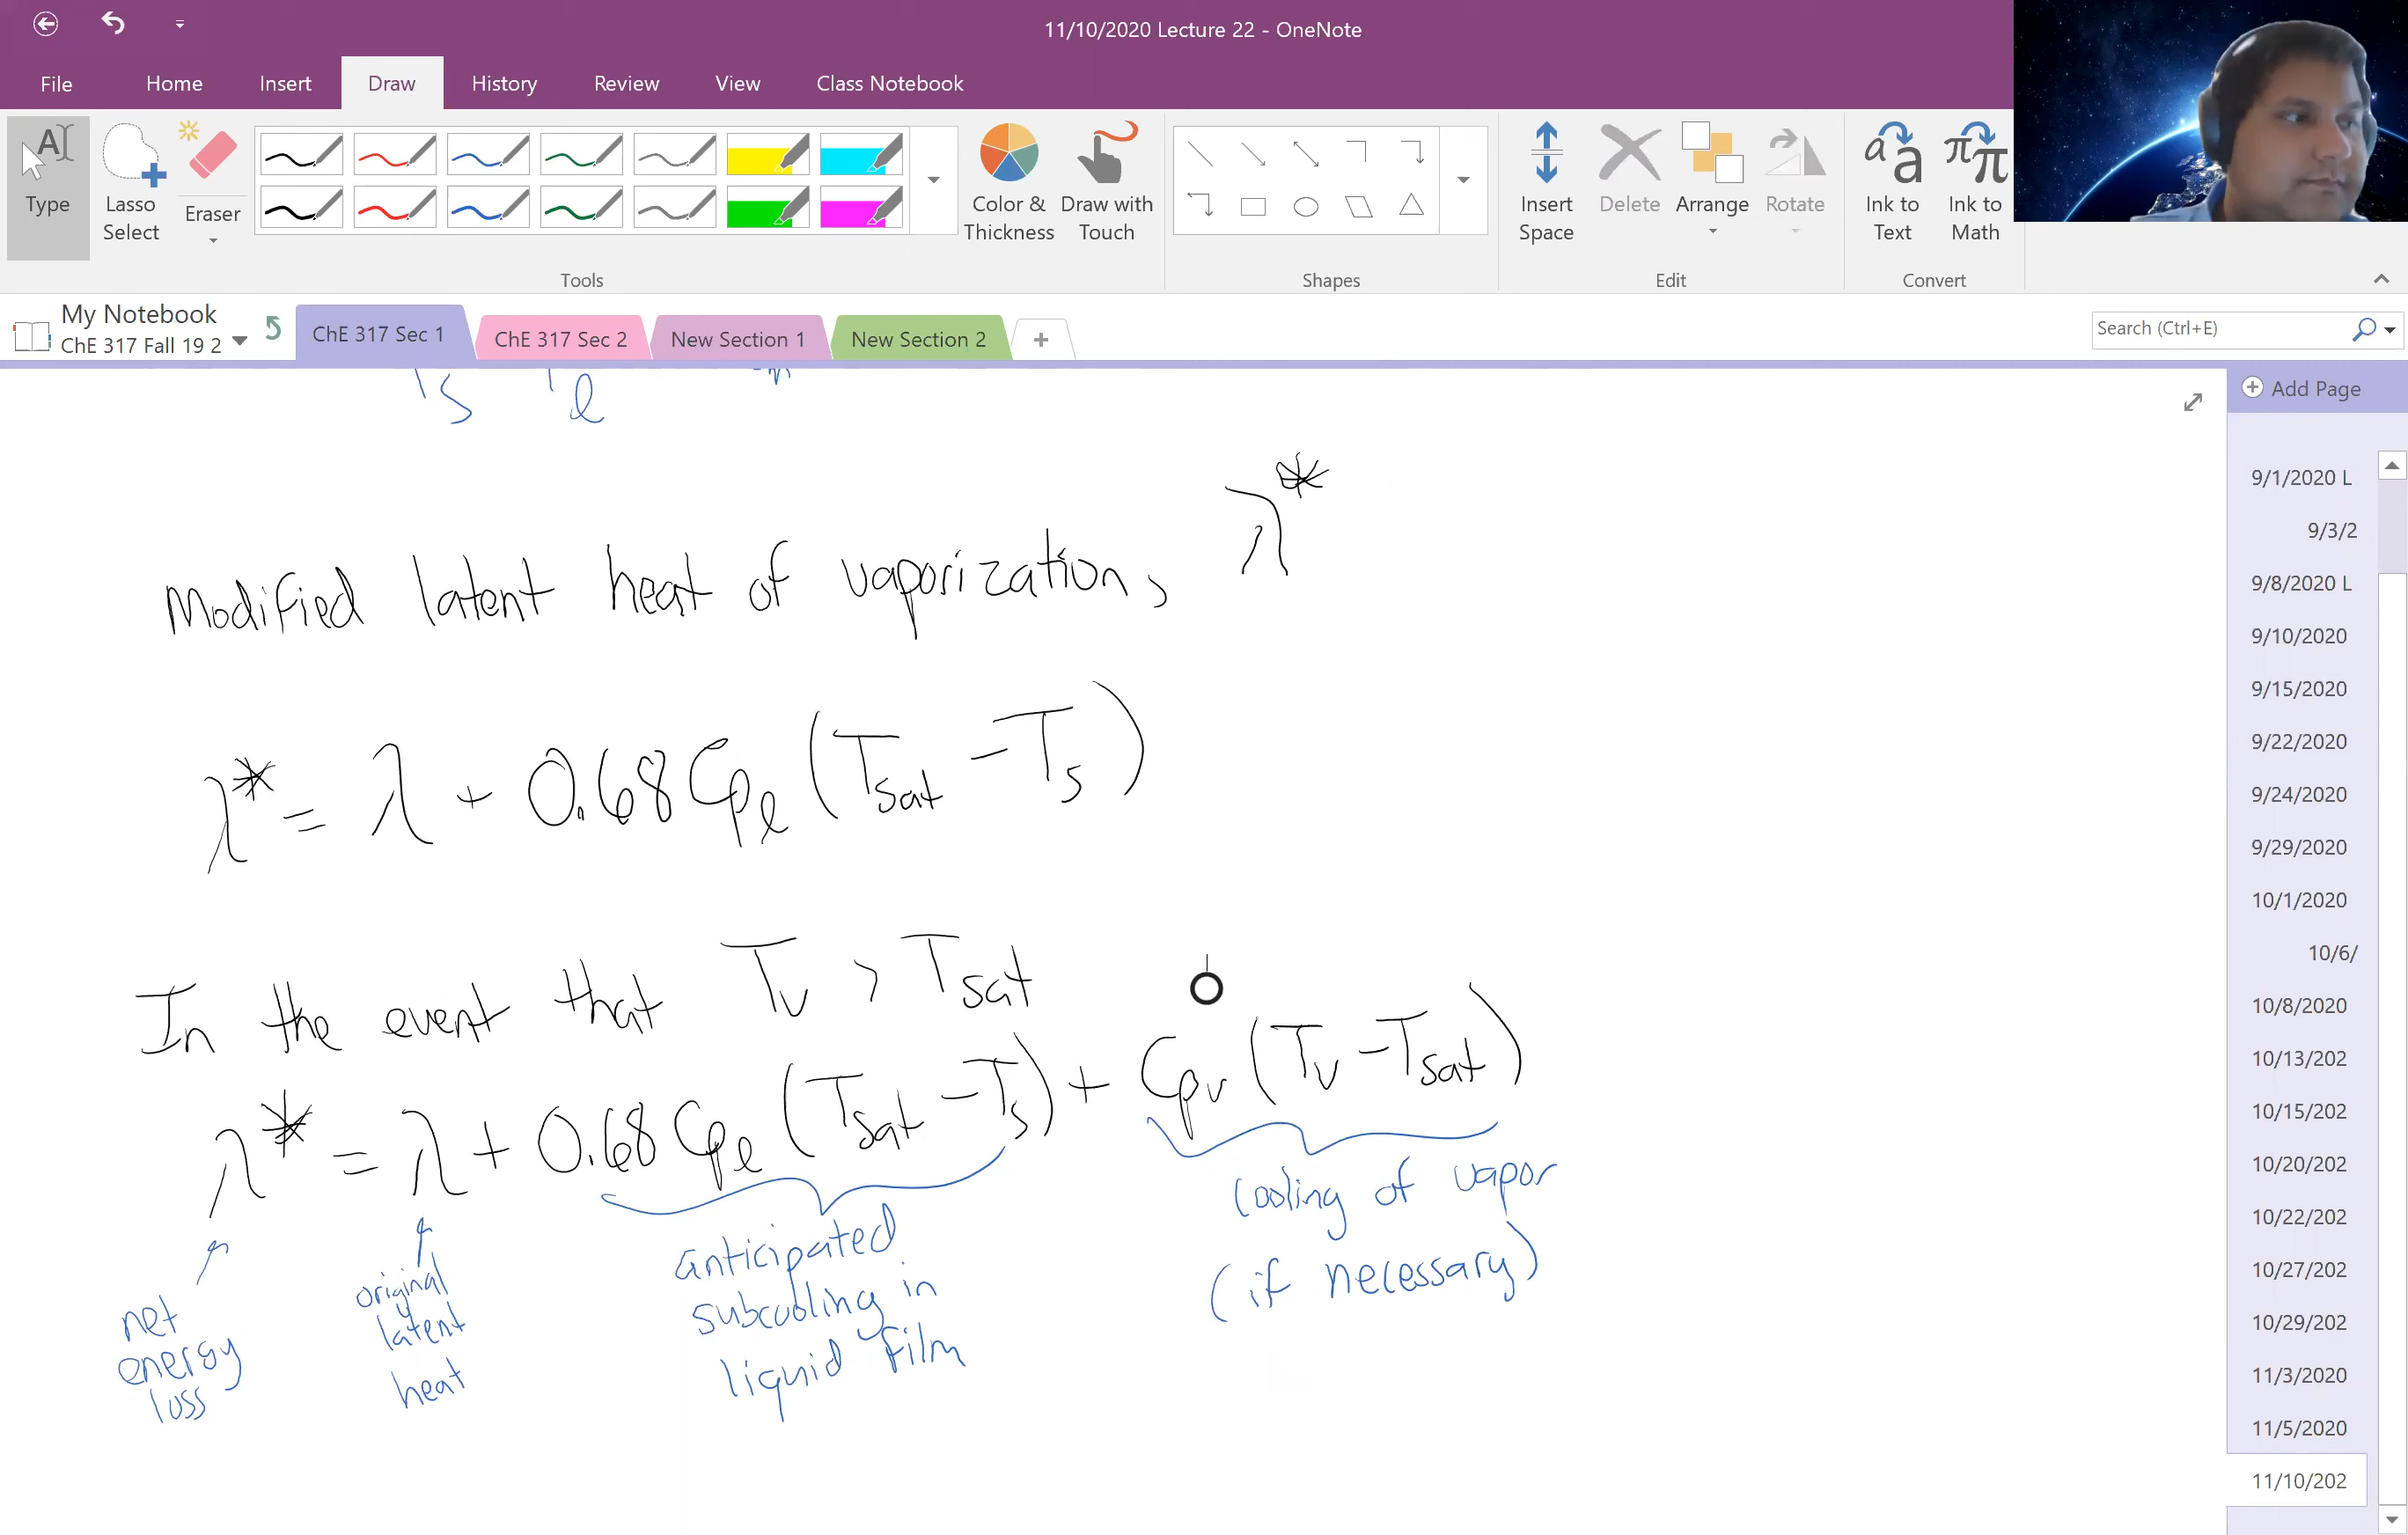 11/10/2020 Lecture 22 - OneNote
File Home Insert Draw History Review View Class Notebook
Type
Lasso Select
Eraser
Color & Thickness
Draw with Touch
Insert Space
Delete
Arrange
Rotate
Ink to Text
Ink to Math
Tools Shapes Edit Convert
My Notebook
ChE 317 Fall 19 2
ChE 317 Sec 1 ChE 317 Sec 2 New Section 1 New Section 2 +
Search (Ctrl+E)
Add Page
9/1/2020 L
9/3/2
9/8/2020 L
9/10/2020
9/15/2020
9/22/2020
9/24/2020
9/29/2020
10/1/2020
10/6/
10/8/2020
10/13/202
10/15/202
10/20/202
10/22/202
10/27/202
10/29/202
11/3/2020
11/5/2020
11/10/202
s l
Modified latent heat of vaporization, λ*
λ* = λ + 0.68 Cpl (Tsat - Ts)
In the event that Tv > Tsat
λ* = λ + 0.68 Cpl (Tsat - Ts) + Cpv (Tv - Tsat)
net
energy
loss
original
latent
heat
anticipated
subcooling in
liquid film
cooling of vapor
(if necessary)